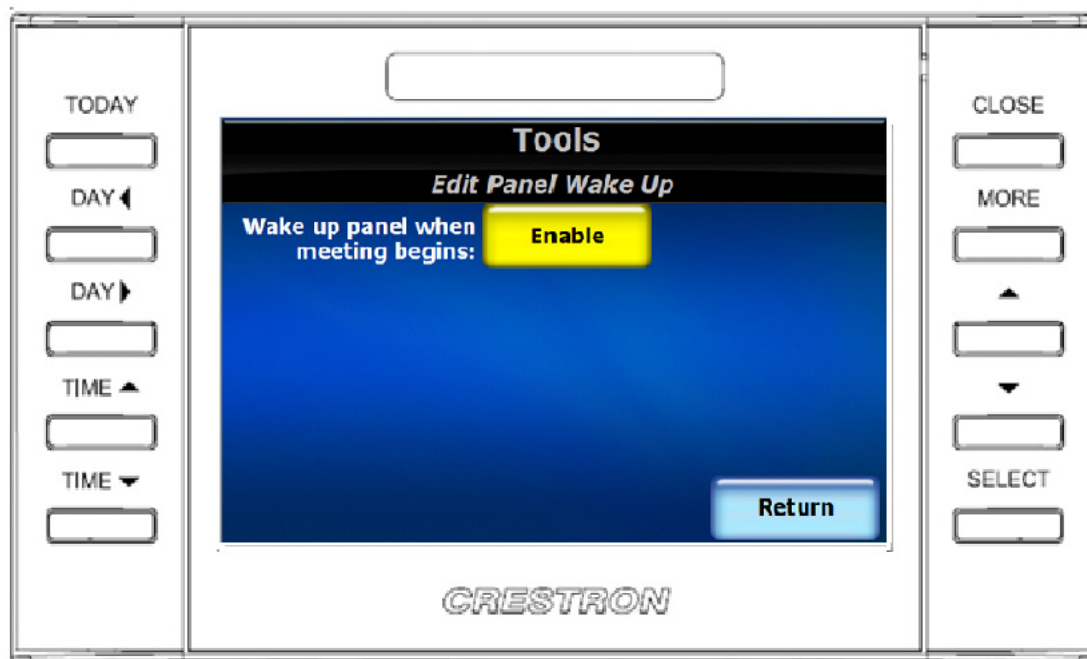 TODAY
DAY ◀
DAY ▶
TIME ▲
TIME ▼
Tools
Edit Panel Wake Up
Wake up panel when
meeting begins:
Enable
Return
CRESTRON
CLOSE
MORE
▲
▼
SELECT